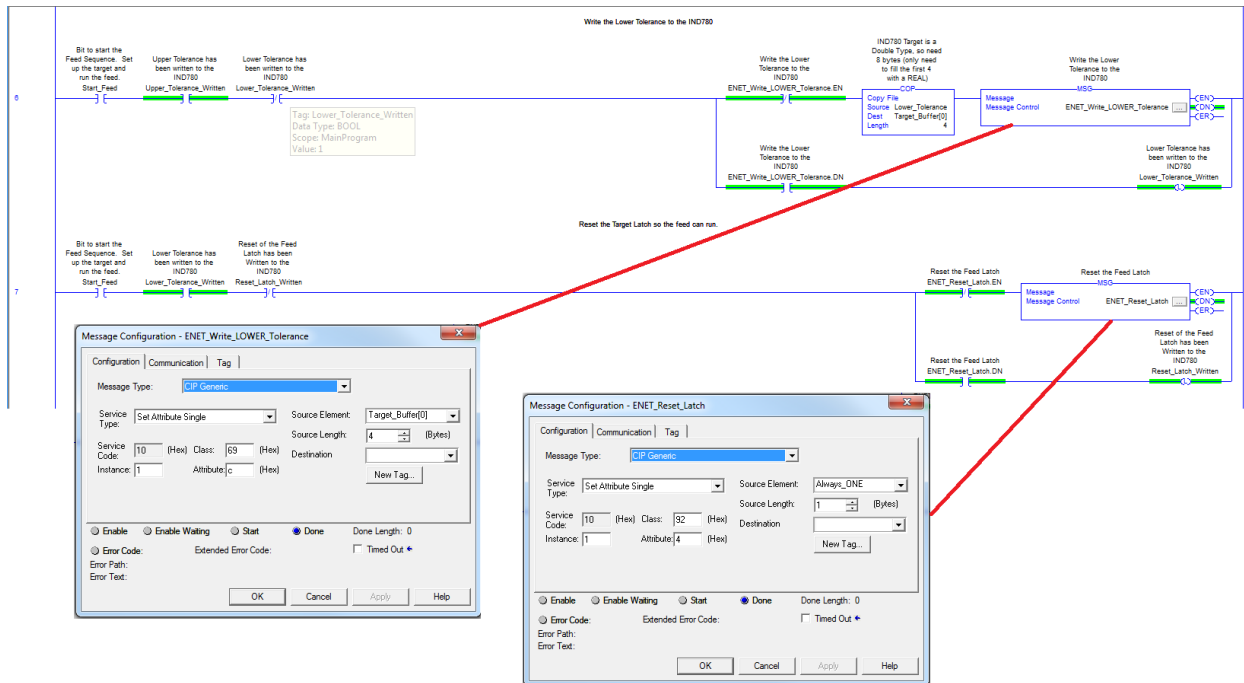 Write the Lower Tolerance to the IND780
Bit to start the
Feed Sequence. Set
up the target and
run the feed.
Start_Feed
Upper Tolerance has
been written to the
IND780
Upper_Tolerance_Written
Lower Tolerance has
been written to the
IND780
Lower_Tolerance_Written
Tag: Lower_Tolerance_Written
Data Type: BOOL
Scope: MainProgram
Value: 1
6
Write the Lower
Tolerance to the
IND780
ENET_Write_LOWER_Tolerance.EN
IND780 Target is a
Double Type, so need
8 bytes (only need
to fill the first 4
with a REAL)
COP
Copy File
Source Lower_Tolerance
Dest Target_Buffer[0]
Length 4
Write the Lower
Tolerance to the
IND780
MSG
Message
Message Control ENET_Write_LOWER_Tolerance ...
EN
DN
ER
Write the Lower
Tolerance to the
IND780
ENET_Write_LOWER_Tolerance.DN
Lower Tolerance has
been written to the
IND780
Lower_Tolerance_Written
L
Reset the Target Latch so the feed can run.
Bit to start the
Feed Sequence. Set
up the target and
run the feed.
Start_Feed
Lower Tolerance has
been written to the
IND780
Lower_Tolerance_Written
Reset of the Feed
Latch has been
Written to the
IND780
Reset_Latch_Written
7
Reset the Feed Latch
ENET_Reset_Latch.EN
Reset the Feed Latch
MSG
Message
Message Control ENET_Reset_Latch ...
EN
DN
ER
Reset the Feed Latch
ENET_Reset_Latch.DN
Reset of the Feed
Latch has been
Written to the
IND780
Reset_Latch_Written
L
Message Configuration - ENET_Write_LOWER_Tolerance
Configuration Communication Tag
Message Type: CIP Generic
Service Type: Set Attribute Single
Source Element: Target_Buffer[0]
Source Length: 4 (Bytes)
Service Code: 10 (Hex) Class: 69 (Hex)
Destination
Instance: 1 Attribute: c (Hex)
New Tag...
Enable Enable Waiting Start Done Done Length: 0
Error Code: Extended Error Code: Timed Out
Error Path:
Error Text:
OK Cancel Apply Help
Message Configuration - ENET_Reset_Latch
Configuration Communication Tag
Message Type: CIP Generic
Service Type: Set Attribute Single
Source Element: Always_ONE
Source Length: 1 (Bytes)
Service Code: 10 (Hex) Class: 92 (Hex)
Destination
Instance: 1 Attribute: 4 (Hex)
New Tag...
Enable Enable Waiting Start Done Done Length: 0
Error Code: Extended Error Code: Timed Out
Error Path:
Error Text:
OK Cancel Apply Help